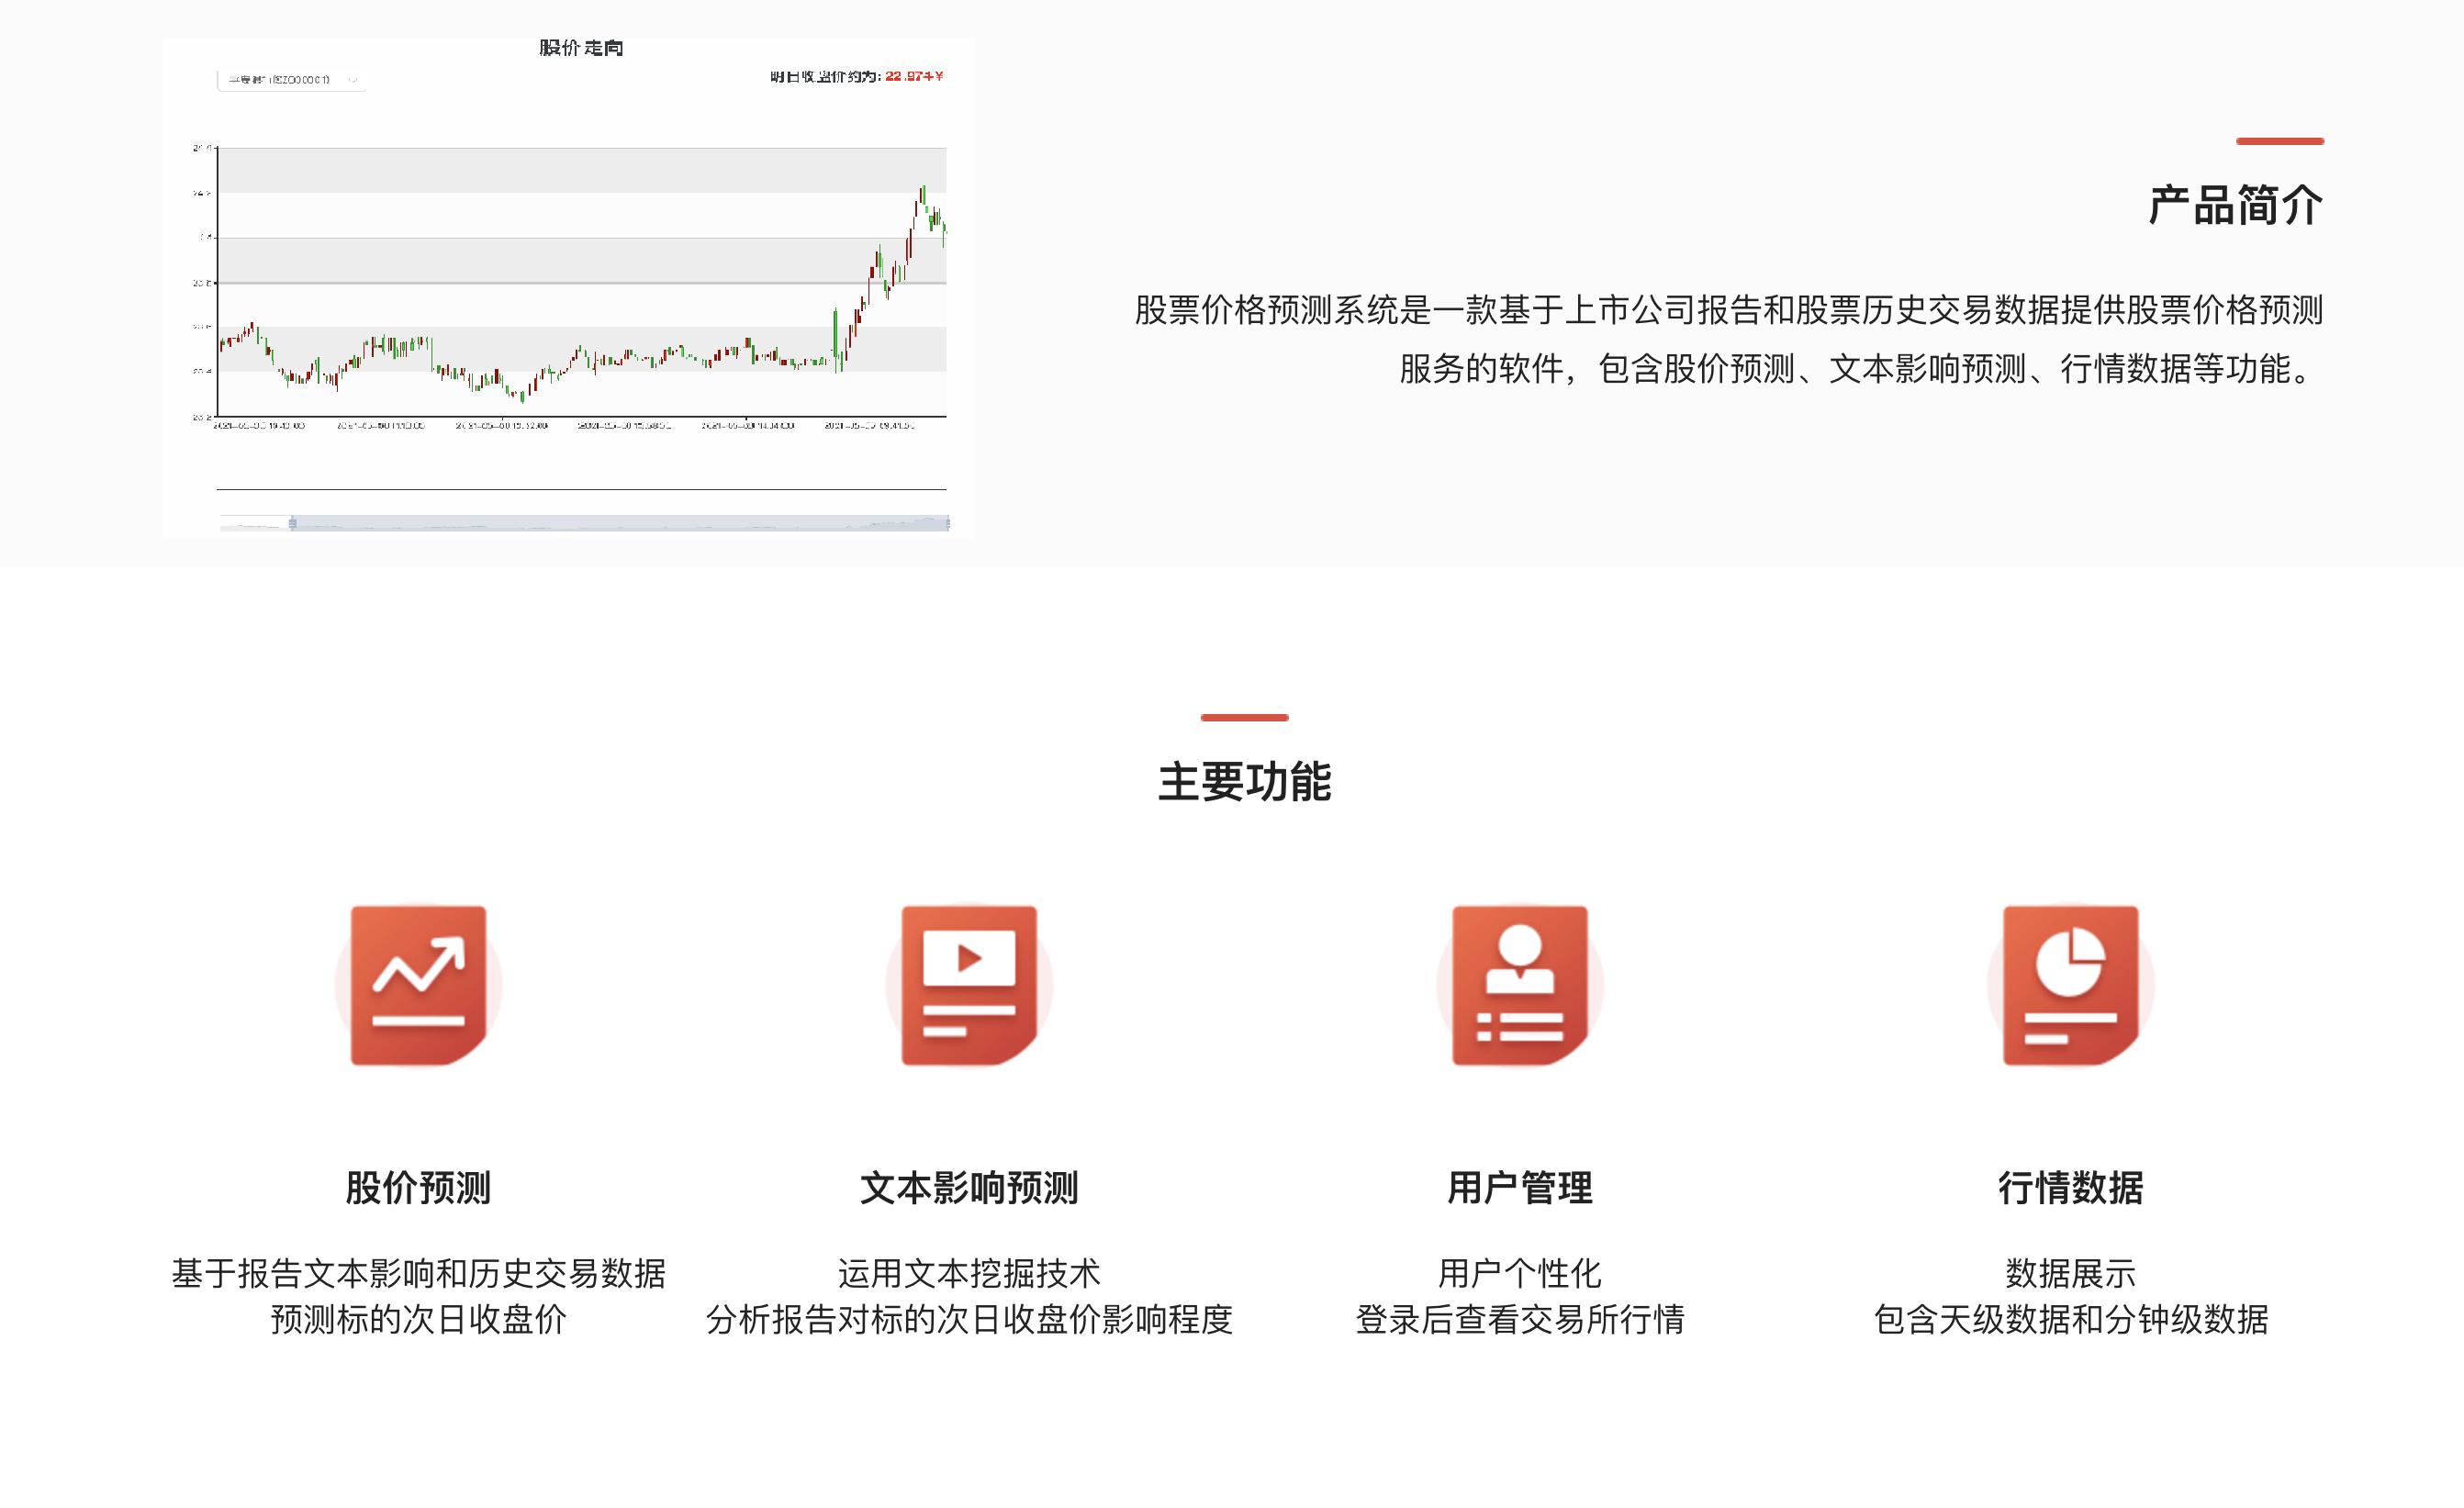 股价走向
明日收盘价约为:
产品简介
股票价格预测系统是一款基于上市公司报告和股票历史交易数据提供股票价格预测
服务的软件，包含股价预测、文本影响预测、行情数据等功能。
主要功能
股价预测
基于报告文本影响和历史交易数据
预测标的次日收盘价
文本影响预测
运用文本挖掘技术
分析报告对标的次日收盘价影响程度
用户管理
用户个性化
登录后查看交易所行情
行情数据
数据展示
包含天级数据和分钟级数据